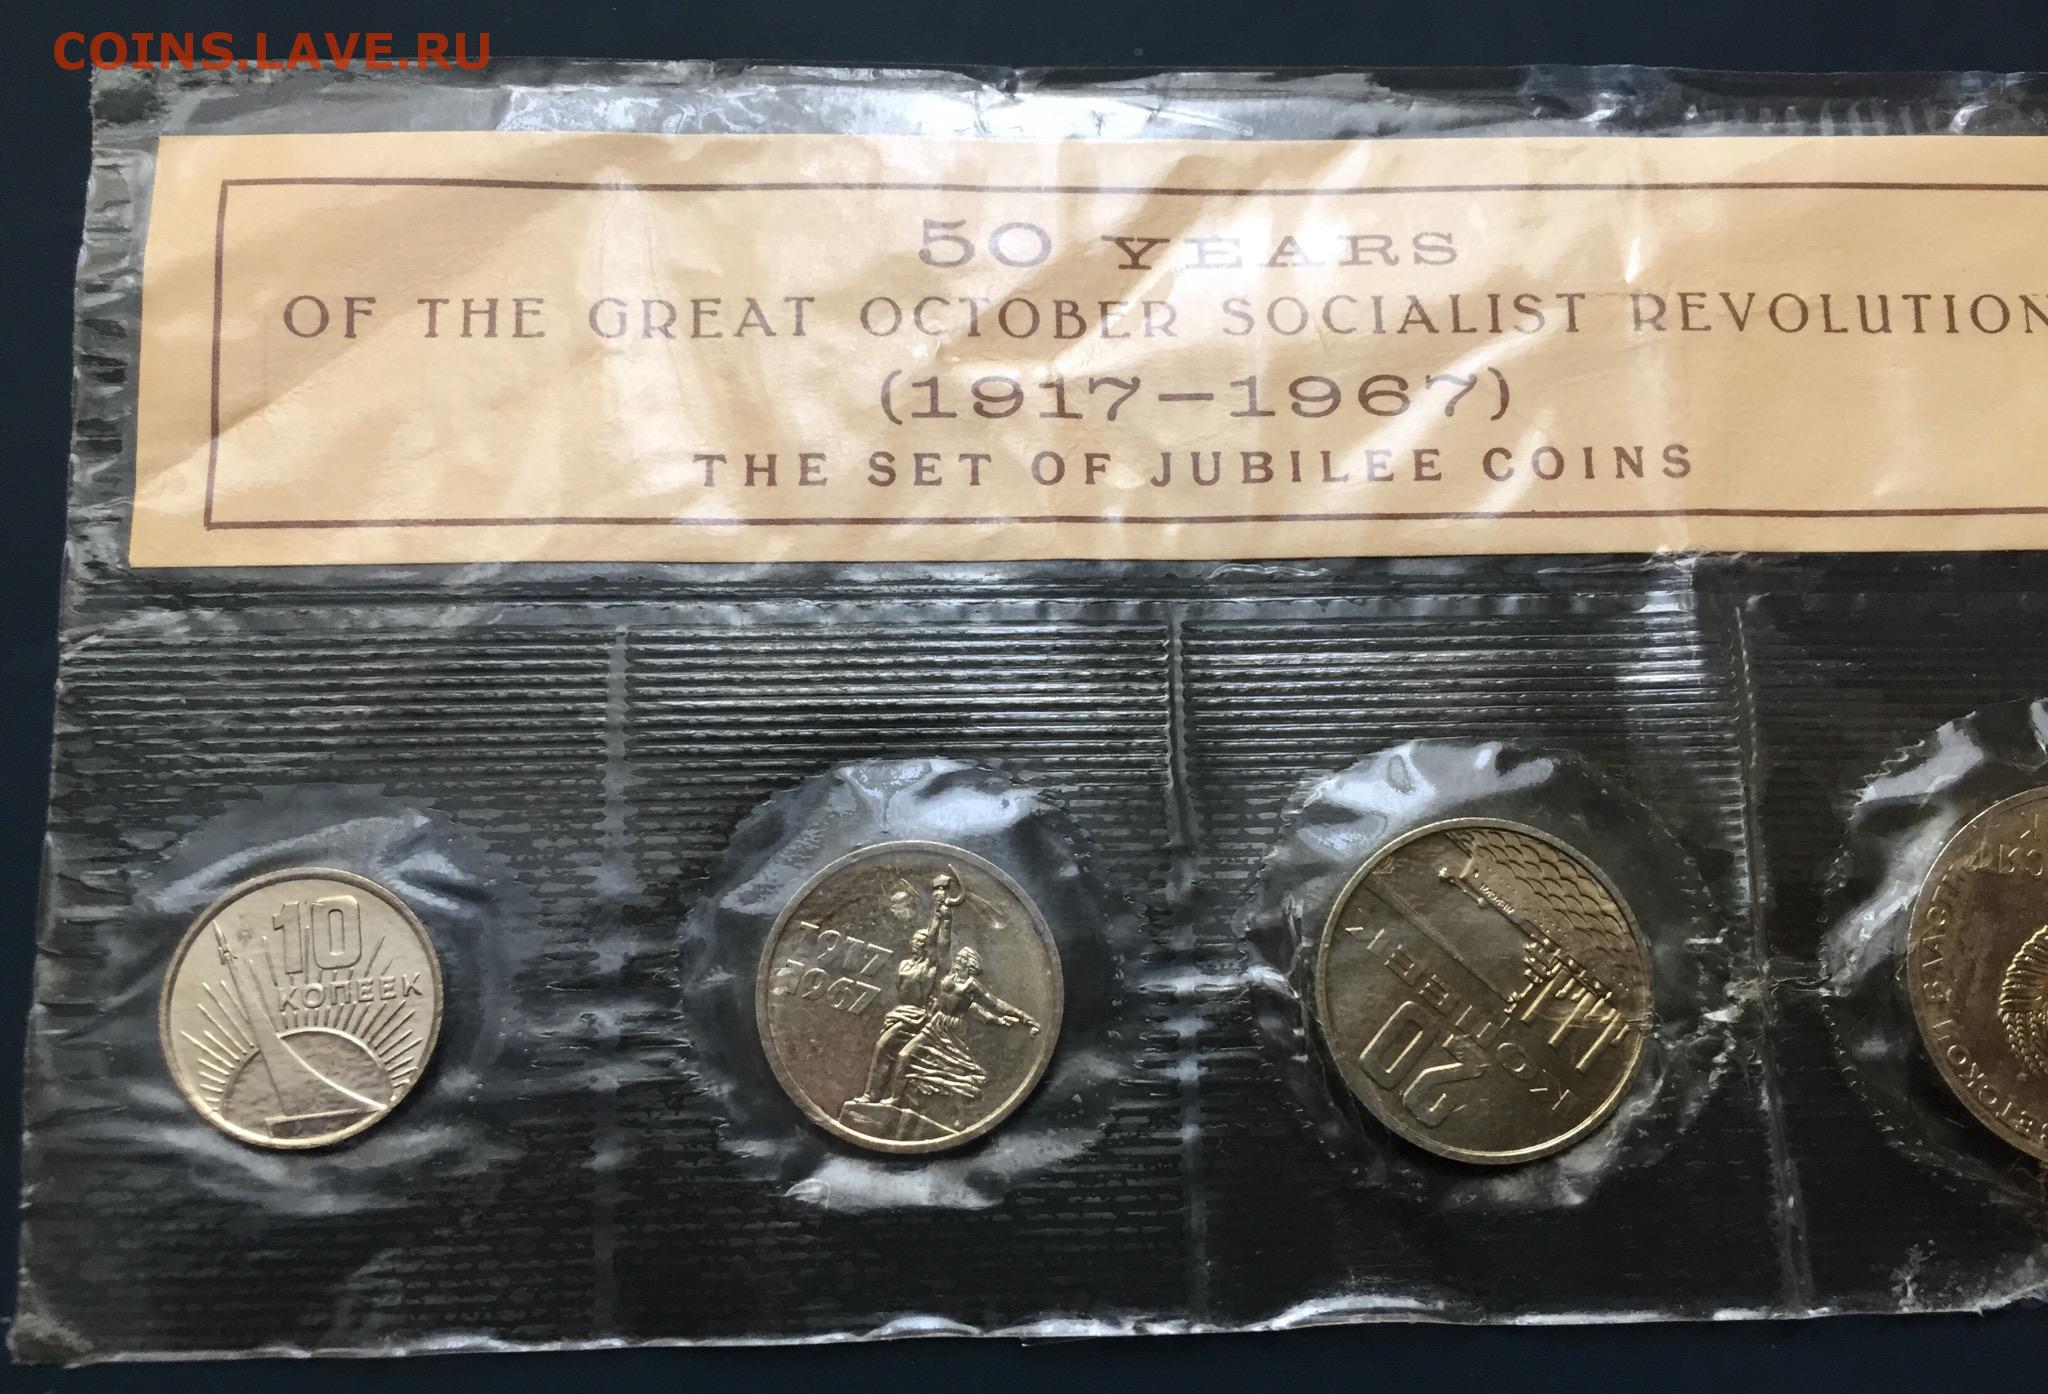 COINS.LAVE.RU
50 YEARS
OF THE GREAT OCTOBER SOCIALIST REVOLUTION
(1917-1967)
THE SET OF JUBILEE COINS
10
КОПЕЕК
1917
1967
20
КОПЕЕК